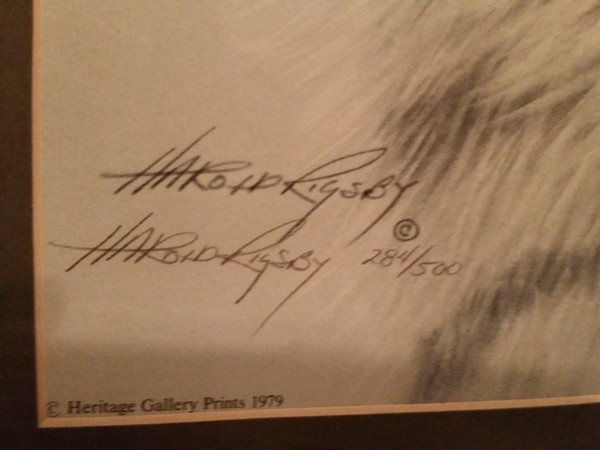 HAROLD RIGSBY
©
HAROLD RIGSBY 284/500
© Heritage Gallery Prints 1979